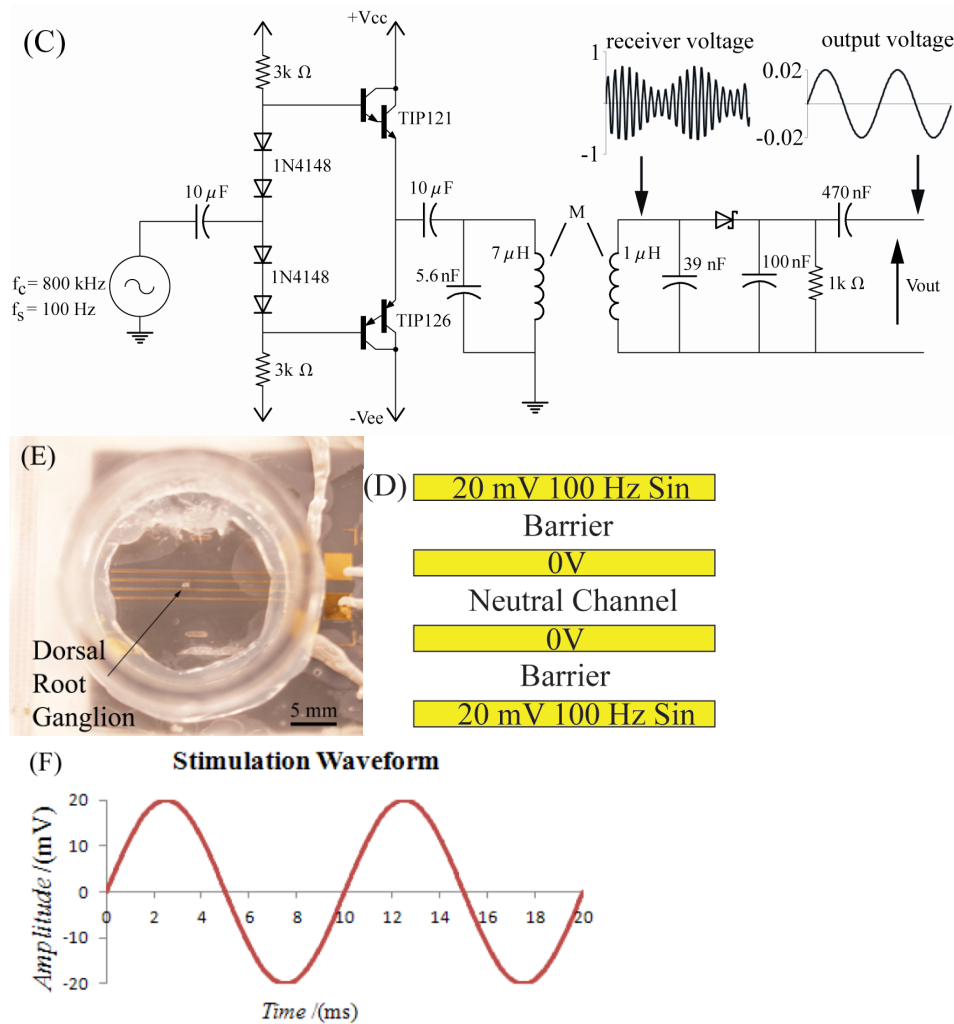 (C)
+Vcc
3k Ω
TIP121
1N4148
10 μF
10 μF
f_c = 800 kHz
f_s = 100 Hz
1N4148
TIP126
3k Ω
-Vee
5.6nF
7 μH
M
1 μH
39 nF
100nF
1k Ω
470 nF
Vout
receiver voltage
1
-1
output voltage
0.02
-0.02
(E)
Dorsal
Root
Ganglion
5 mm
(D)
20 mV 100 Hz Sin
Barrier
0V
Neutral Channel
0V
Barrier
20 mV 100 Hz Sin
(F)
Stimulation Waveform
20
10
0
-10
-20
0 2 4 6 8 10 12 14 16 18 20
Amplitude /(mV)
Time /(ms)